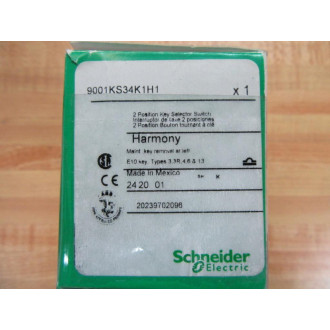 9001KS34K1H1 x 1
2 Position Key Selector Switch
Interruptor de llave 2 posiciones
2 Position Bouton tournant à clé
Harmony
Maint. key removal at left
E10 key, Types 3,3R,4,6 & 13
Made In Mexico
CE
24 20 01
20239702096
Schneider
Electric